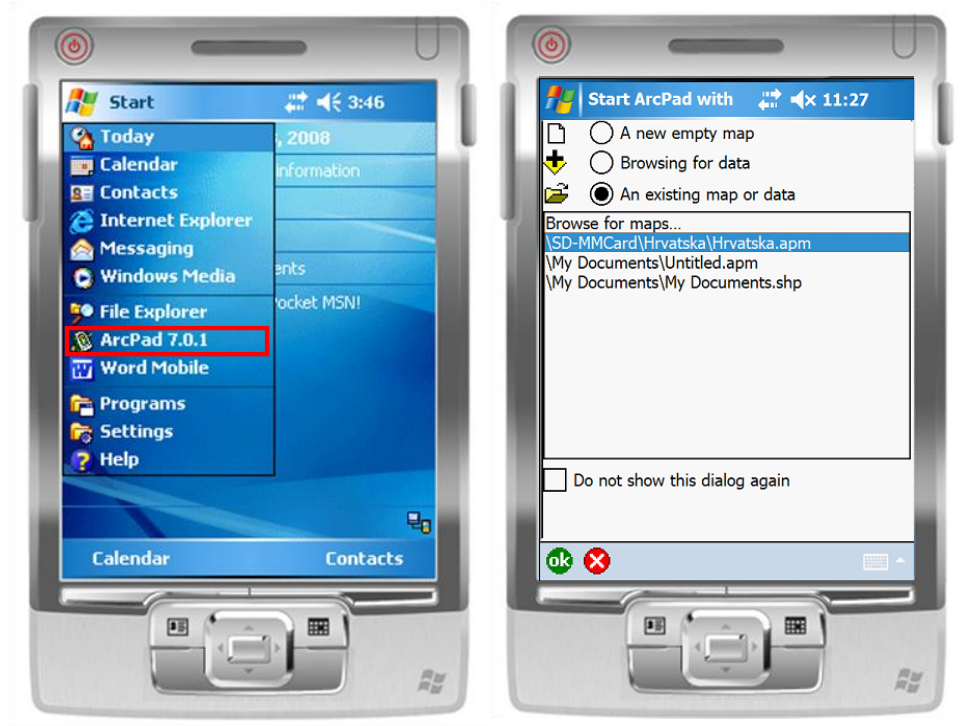 Start 3:46
Today
, 2008
Calendar
information
Contacts
Internet Explorer
Messaging
ents
Windows Media
ocket MSN!
File Explorer
ArcPad 7.0.1
Word Mobile
Programs
Settings
Help
Calendar Contacts
Start ArcPad with 11:27
A new empty map
Browsing for data
An existing map or data
Browse for maps...
\SD-MMCard\Hrvatska\Hrvatska.apm
\My Documents\Untitled.apm
\My Documents\My Documents.shp
Do not show this dialog again
ok